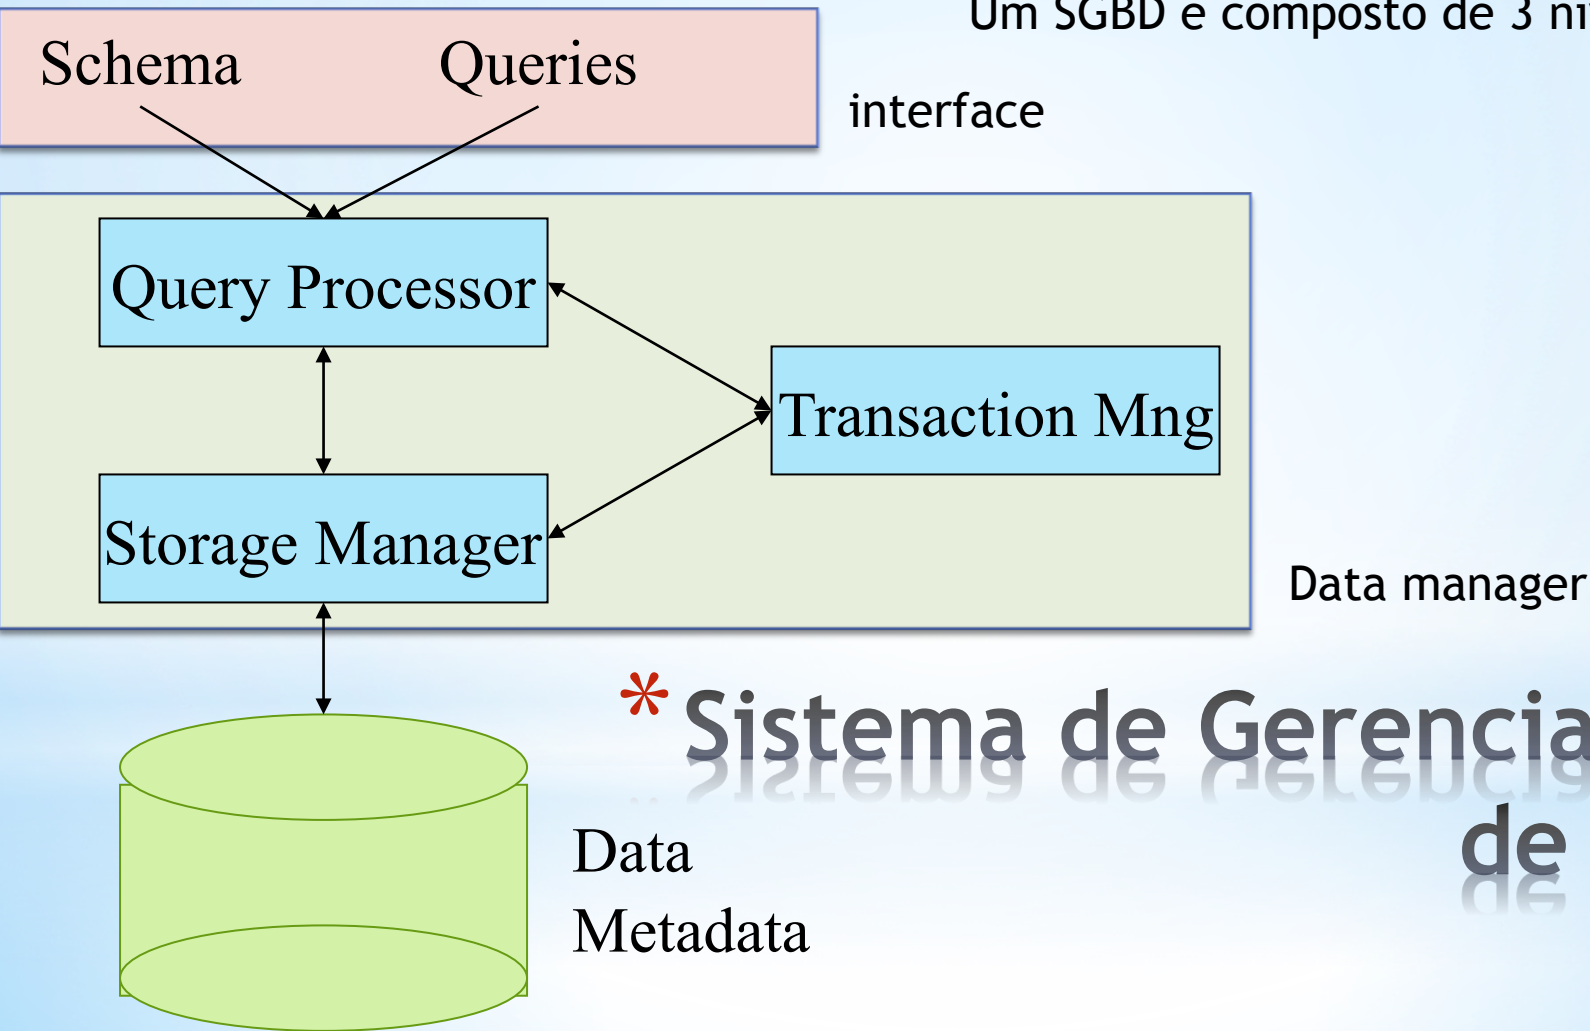 Um SGBD e composto de 3
Schema Queries
interface
Query Processor
Transaction Mng
Storage Manager
Data manager
* Sistema de Gerencia
de
Data
Metadata